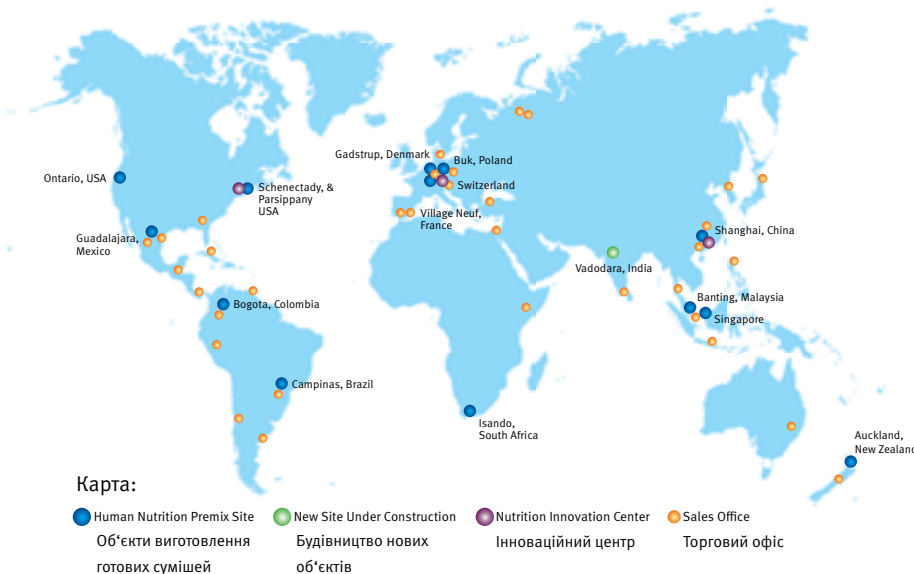 Gadstrup, Denmark
Buk, Poland
Ontario, USA
Schenectady, &
Parsippany
USA
Switzerland
Village Neuf,
France
Guadalajara,
Mexico
Shanghai, China
Vadodara, India
Banting, Malaysia
Bogota, Colombia
Singapore
Campinas, Brazil
Isando,
South Africa
Auckland,
New Zealand
Карта:
Human Nutrition Premix Site
New Site Under Construction
Nutrition Innovation Center
Sales Office
Об‘єкти виготовлення
готових сумішей
Будівництво нових
об‘єктів
Інноваційний центр
Торговий офіс